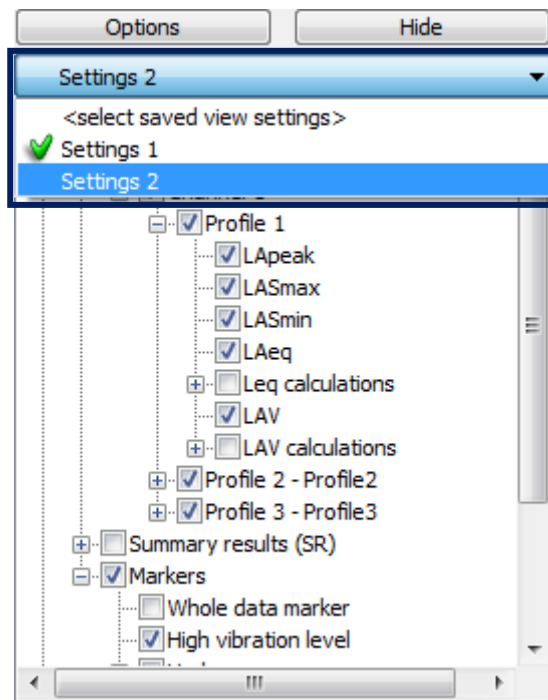 Options Hide
Settings 2
<select saved view settings>
Settings 1
Settings 2
Profile 1
LApeak
LASmax
LASmin
LAeq
Leq calculations
LAV
LAV calculations
Profile 2 - Profile2
Profile 3 - Profile3
Summary results (SR)
Markers
Whole data marker
High vibration level